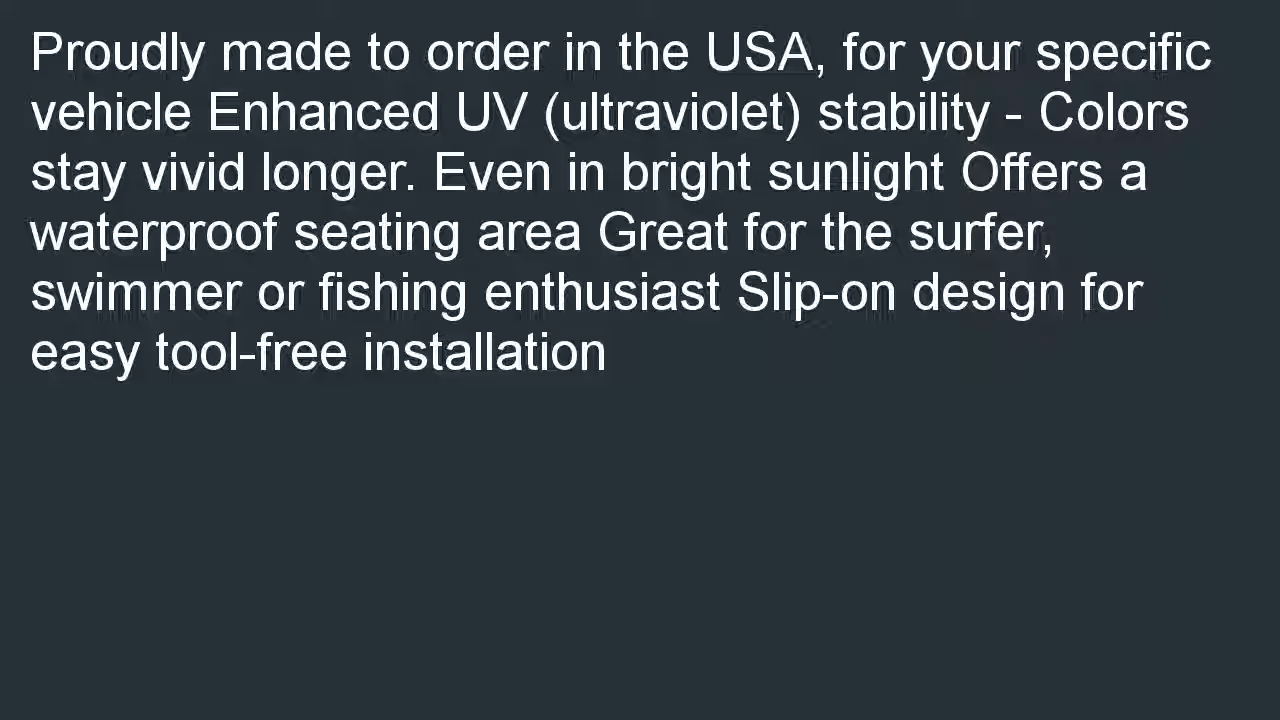 Proudly made to order in the USA, for your specific
vehicle Enhanced UV (ultraviolet) stability - Colors
stay vivid longer. Even in bright sunlight Offers a
waterproof seating area Great for the surfer,
swimmer or fishing enthusiast Slip-on design for
easy tool-free installation